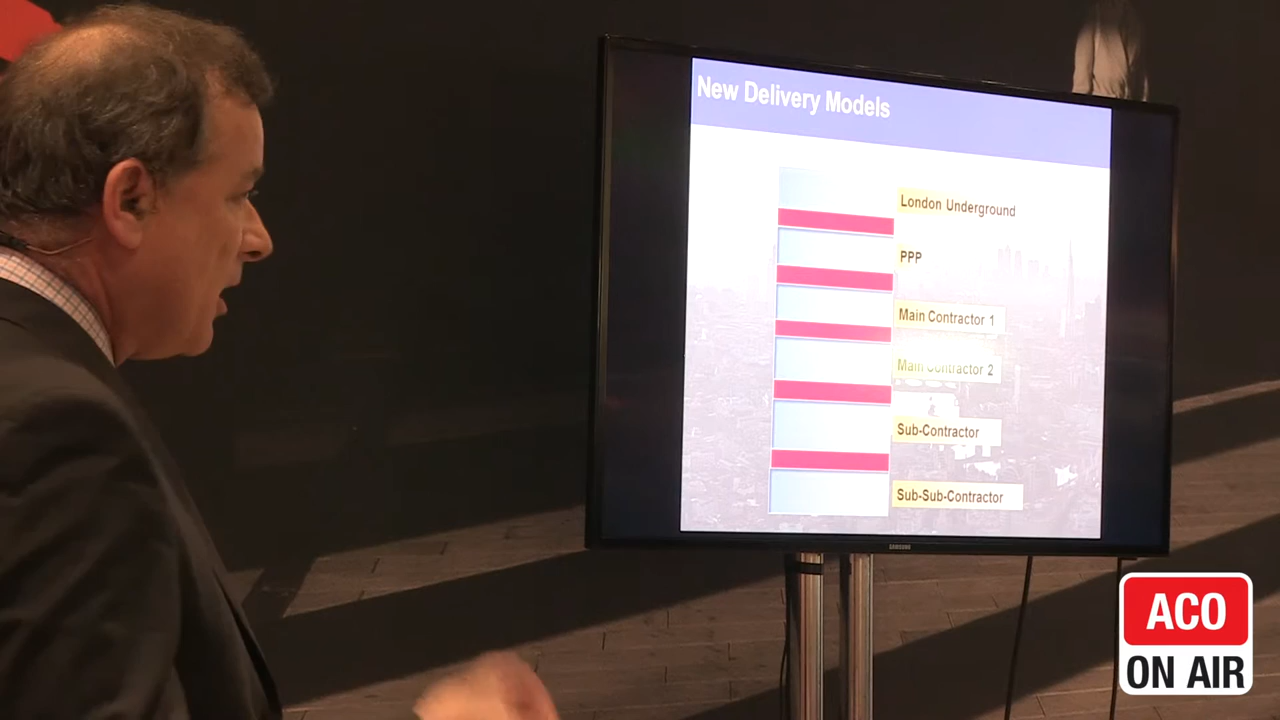 New Delivery Models
London Underground
PPP
Main Contractor 1
Main Contractor 2
Sub-Contractor
Sub-Sub-Contractor
SAMSUNG
ACO
ON AIR